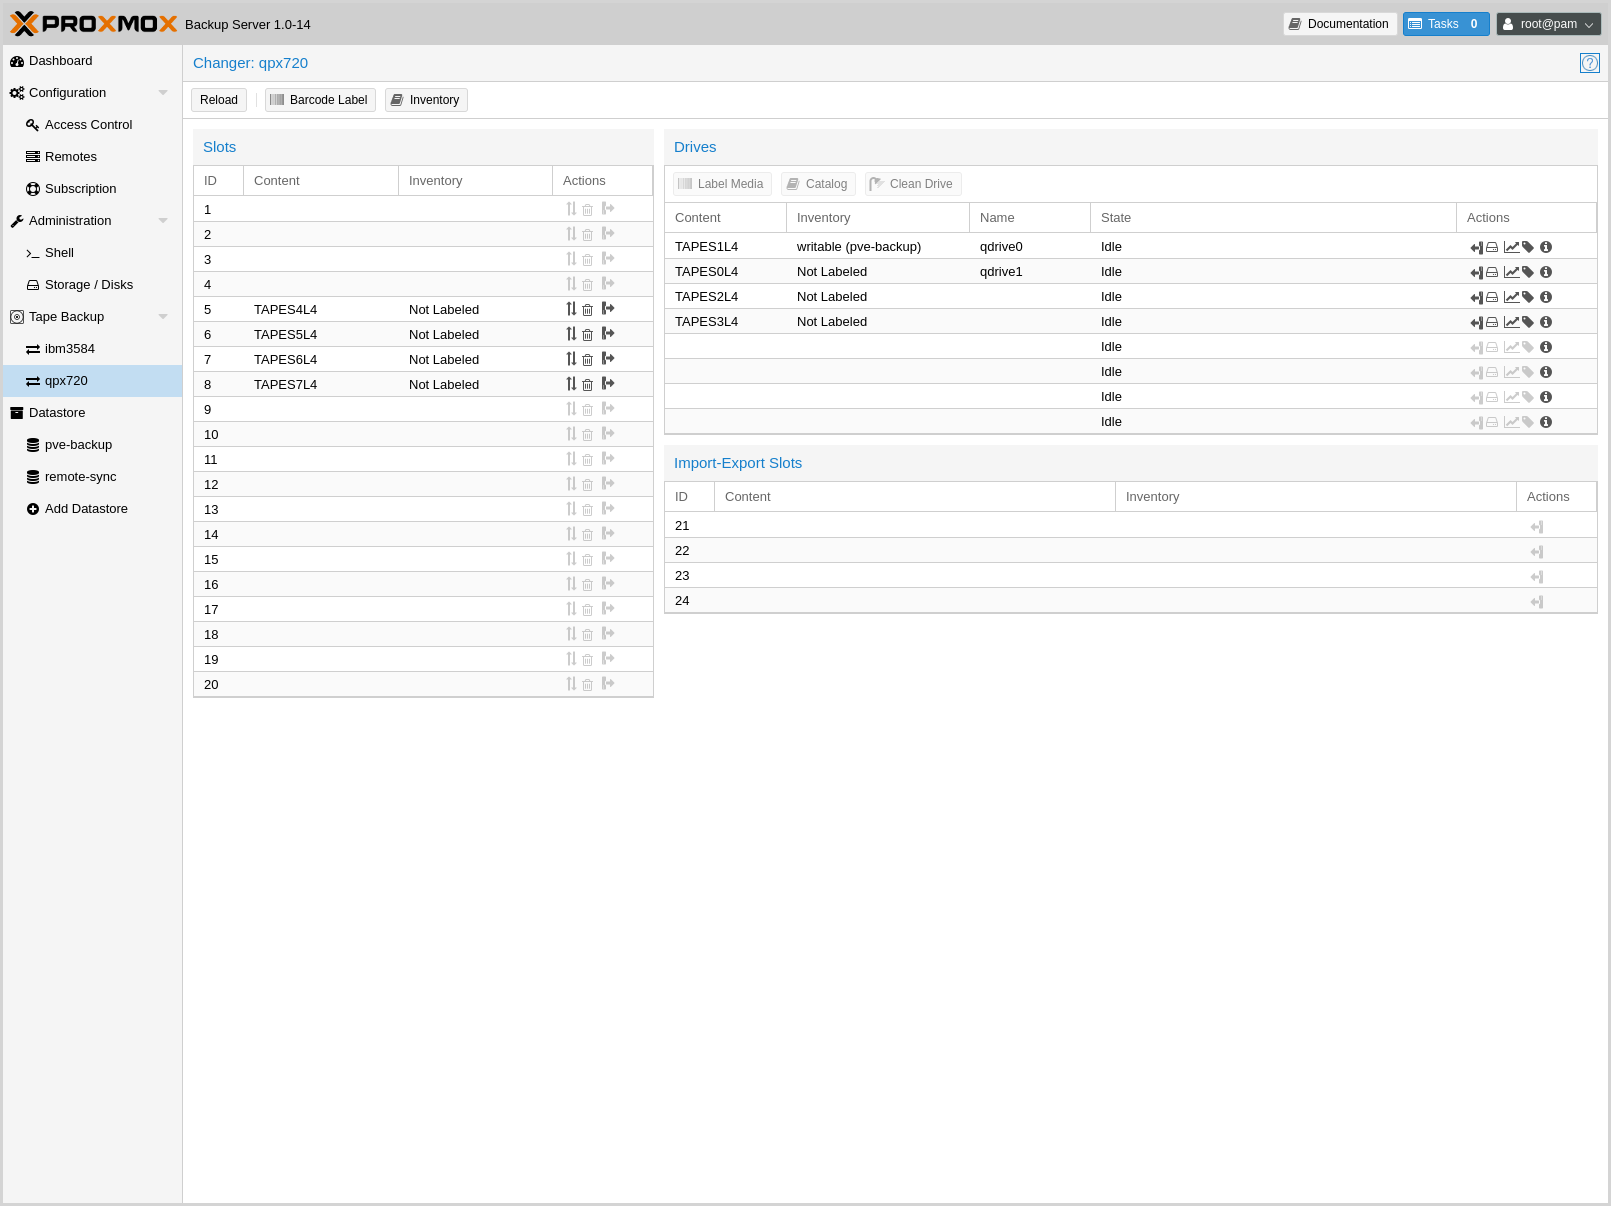 PROXMOX Backup Server 1.0-14
Documentation
Tasks 0
root@pam
Dashboard
Configuration
Access Control
Remotes
Subscription
Administration
Shell
Storage / Disks
Tape Backup
ibm3584
qpx720
Datastore
pve-backup
remote-sync
Add Datastore
Changer: qpx720
Reload
Barcode Label
Inventory
Slots
ID Content Inventory Actions
1
2
3
4
5 TAPES4L4 Not Labeled
6 TAPES5L4 Not Labeled
7 TAPES6L4 Not Labeled
8 TAPES7L4 Not Labeled
9
10
11
12
13
14
15
16
17
18
19
20
Drives
Label Media Catalog Clean Drive
Content Inventory Name State Actions
TAPES1L4 writable (pve-backup) qdrive0 Idle
TAPES0L4 Not Labeled qdrive1 Idle
TAPES2L4 Not Labeled Idle
TAPES3L4 Not Labeled Idle
Idle
Idle
Idle
Idle
Import-Export Slots
ID Content Inventory Actions
21
22
23
24